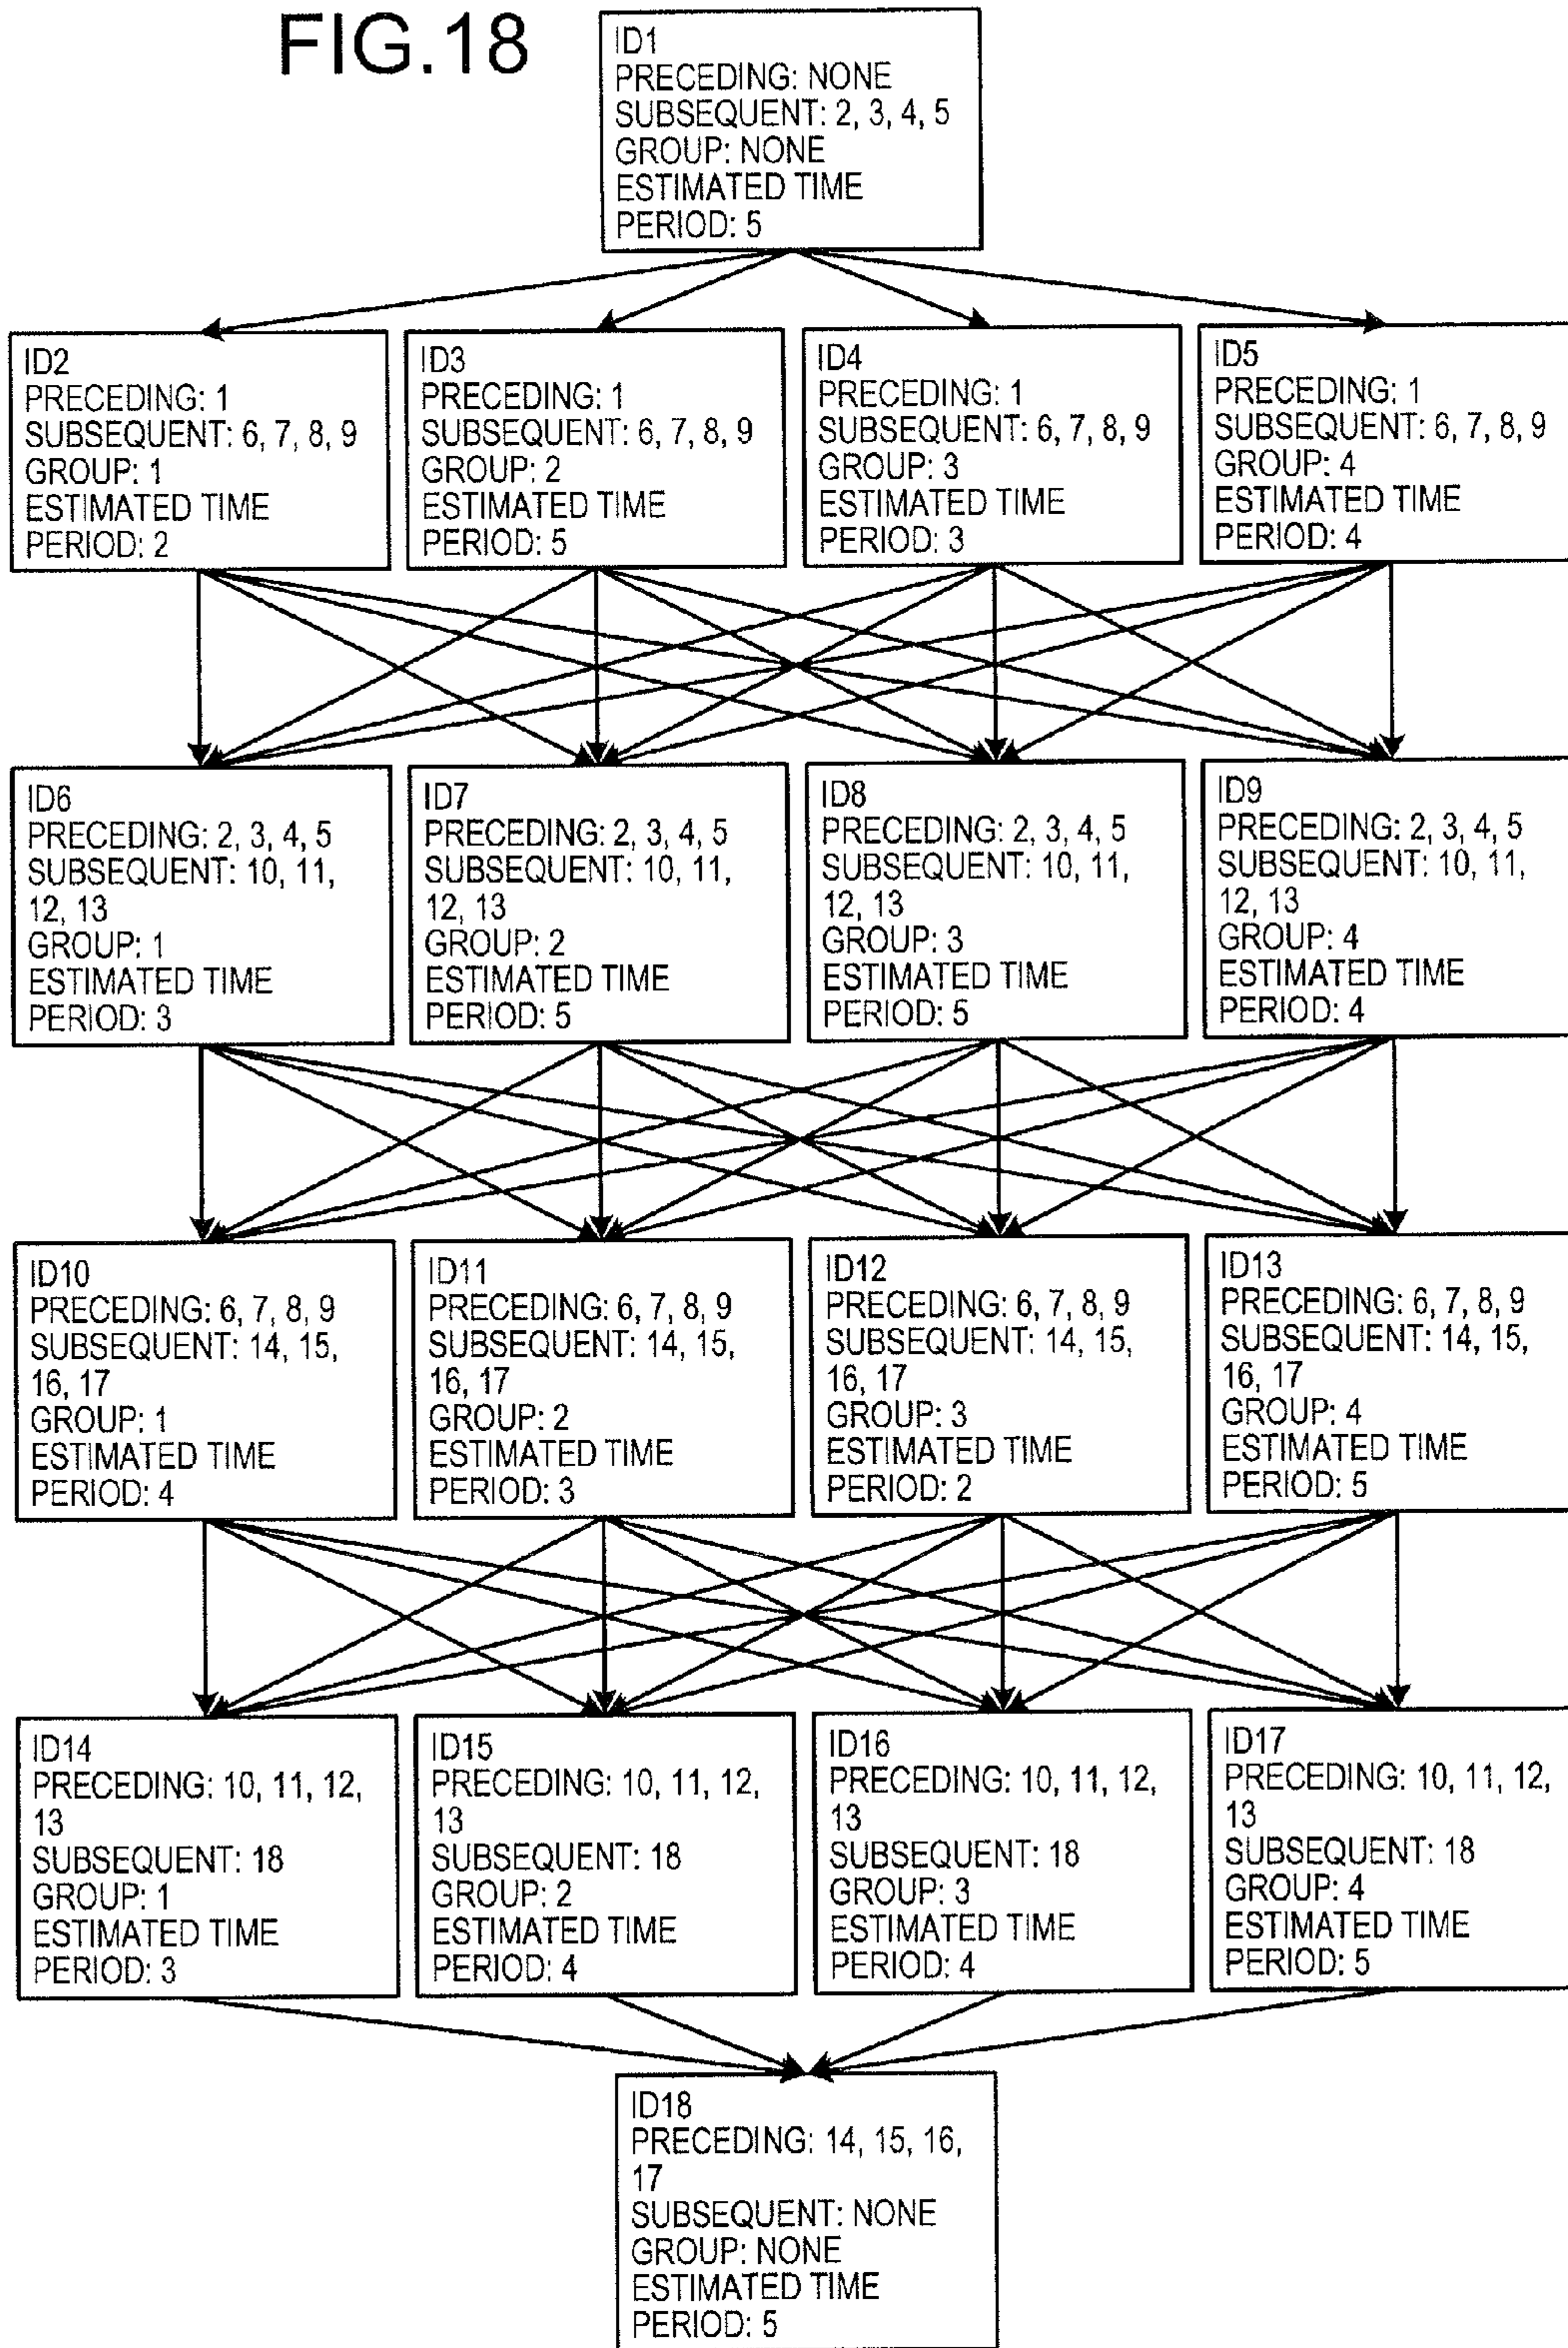 FIG.18
ID1
PRECEDING: NONE
SUBSEQUENT: 2, 3, 4, 5
GROUP: NONE
ESTIMATED TIME
PERIOD: 5
ID2
PRECEDING: 1
SUBSEQUENT: 6, 7, 8, 9
GROUP: 1
ESTIMATED TIME
PERIOD: 2
ID3
PRECEDING: 1
SUBSEQUENT: 6, 7, 8, 9
GROUP: 2
ESTIMATED TIME
PERIOD: 5
ID4
PRECEDING: 1
SUBSEQUENT: 6, 7, 8, 9
GROUP: 3
ESTIMATED TIME
PERIOD: 3
ID5
PRECEDING: 1
SUBSEQUENT: 6, 7, 8, 9
GROUP: 4
ESTIMATED TIME
PERIOD: 4
ID6
PRECEDING: 2, 3, 4, 5
SUBSEQUENT: 10, 11,
12, 13
GROUP: 1
ESTIMATED TIME
PERIOD: 3
ID7
PRECEDING: 2, 3, 4, 5
SUBSEQUENT: 10, 11,
12, 13
GROUP: 2
ESTIMATED TIME
PERIOD: 5
ID8
PRECEDING: 2, 3, 4, 5
SUBSEQUENT: 10, 11,
12, 13
GROUP: 3
ESTIMATED TIME
PERIOD: 5
ID9
PRECEDING: 2, 3, 4, 5
SUBSEQUENT: 10, 11,
12, 13
GROUP: 4
ESTIMATED TIME
PERIOD: 4
ID10
PRECEDING: 6, 7, 8, 9
SUBSEQUENT: 14, 15,
16, 17
GROUP: 1
ESTIMATED TIME
PERIOD: 4
ID11
PRECEDING: 6, 7, 8, 9
SUBSEQUENT: 14, 15,
16, 17
GROUP: 2
ESTIMATED TIME
PERIOD: 3
ID12
PRECEDING: 6, 7, 8, 9
SUBSEQUENT: 14, 15,
16, 17
GROUP: 3
ESTIMATED TIME
PERIOD: 2
ID13
PRECEDING: 6, 7, 8, 9
SUBSEQUENT: 14, 15,
16, 17
GROUP: 4
ESTIMATED TIME
PERIOD: 5
ID14
PRECEDING: 10, 11, 12,
13
SUBSEQUENT: 18
GROUP: 1
ESTIMATED TIME
PERIOD: 3
ID15
PRECEDING: 10, 11, 12,
13
SUBSEQUENT: 18
GROUP: 2
ESTIMATED TIME
PERIOD: 4
ID16
PRECEDING: 10, 11, 12,
13
SUBSEQUENT: 18
GROUP: 3
ESTIMATED TIME
PERIOD: 4
ID17
PRECEDING: 10, 11, 12,
13
SUBSEQUENT: 18
GROUP: 4
ESTIMATED TIME
PERIOD: 5
ID18
PRECEDING: 14, 15, 16,
17
SUBSEQUENT: NONE
GROUP: NONE
ESTIMATED TIME
PERIOD: 5